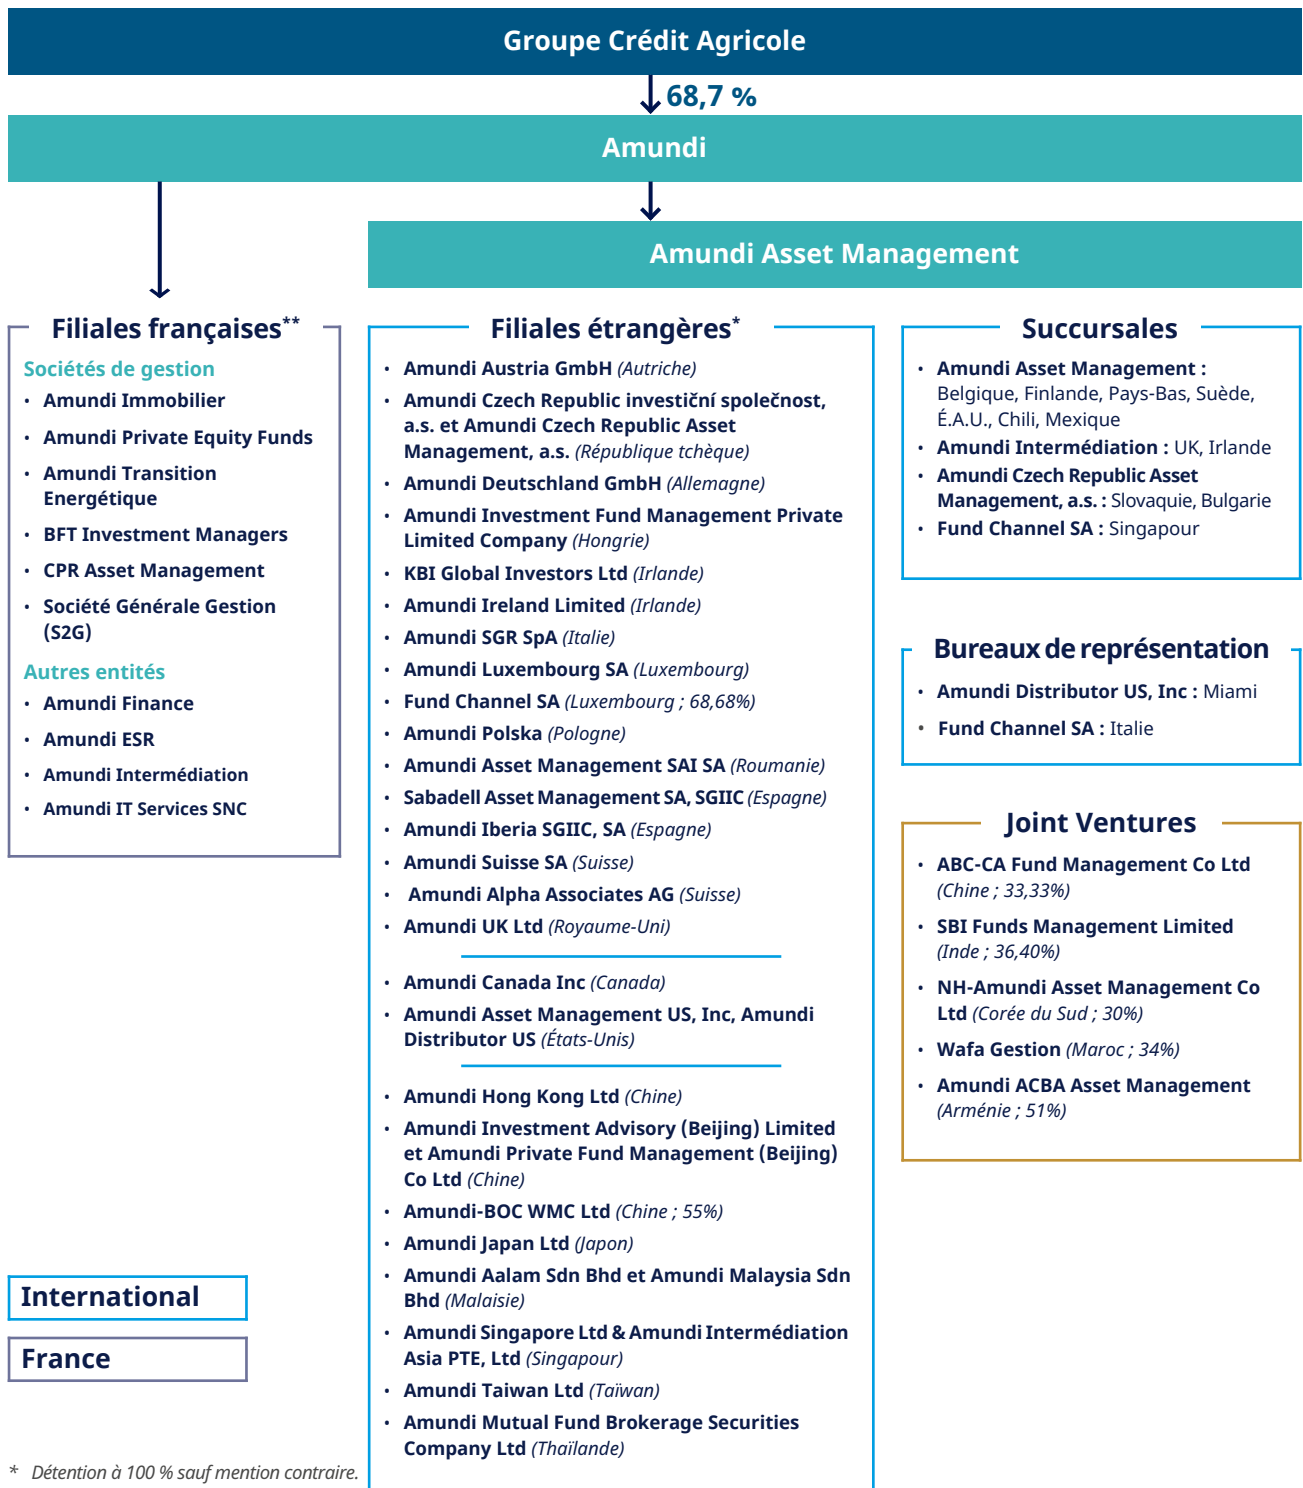 Groupe Crédit Agricole
68,7 %
Amundi
Amundi Asset Management
Filiales françaises**
Sociétés de gestion
• Amundi Immobilier
• Amundi Private Equity Funds
• Amundi Transition
Energétique
• BFT Investment Managers
• CPR Asset Management
• Société Générale Gestion
(S2G)
Autres entités
• Amundi Finance
• Amundi ESR
• Amundi Intermédiation
• Amundi IT Services SNC
Filiales étrangères*
• Amundi Austria GmbH (Autriche)
• Amundi Czech Republic investiční společnost,
a.s. et Amundi Czech Republic Asset
Management, a.s. (République tchèque)
• Amundi Deutschland GmbH (Allemagne)
• Amundi Investment Fund Management Private
Limited Company (Hongrie)
• KBI Global Investors Ltd (Irlande)
• Amundi Ireland Limited (Irlande)
• Amundi SGR SpA (Italie)
• Amundi Luxembourg SA (Luxembourg)
• Fund Channel SA (Luxembourg ; 68,68%)
• Amundi Polska (Pologne)
• Amundi Asset Management SAI SA (Roumanie)
• Sabadell Asset Management SA, SGIIC (Espagne)
• Amundi Iberia SGIIC, SA (Espagne)
• Amundi Suisse SA (Suisse)
• Amundi Alpha Associates AG (Suisse)
• Amundi UK Ltd (Royaume-Uni)
• Amundi Canada Inc (Canada)
• Amundi Asset Management US, Inc, Amundi
Distributor US (États-Unis)
• Amundi Hong Kong Ltd (Chine)
• Amundi Investment Advisory (Beijing) Limited
et Amundi Private Fund Management (Beijing)
Co Ltd (Chine)
• Amundi-BOC WMC Ltd (Chine ; 55%)
• Amundi Japan Ltd (Japon)
• Amundi Aalam Sdn Bhd et Amundi Malaysia Sdn
Bhd (Malaisie)
• Amundi Singapore Ltd & Amundi Intermédiation
Asia PTE, Ltd (Singapour)
• Amundi Taiwan Ltd (Taïwan)
• Amundi Mutual Fund Brokerage Securities
Company Ltd (Thaïlande)
Succursales
• Amundi Asset Management :
Belgique, Finlande, Pays-Bas, Suède,
É.A.U., Chili, Mexique
• Amundi Intermédiation : UK, Irlande
• Amundi Czech Republic Asset
Management, a.s. : Slovaquie, Bulgarie
• Fund Channel SA : Singapour
Bureaux de représentation
• Amundi Distributor US, Inc : Miami
• Fund Channel SA : Italie
Joint Ventures
• ABC-CA Fund Management Co Ltd
(Chine ; 33,33%)
• SBI Funds Management Limited
(Inde ; 36,40%)
• NH-Amundi Asset Management Co
Ltd (Corée du Sud ; 30%)
• Wafa Gestion (Maroc ; 34%)
• Amundi ACBA Asset Management
(Arménie ; 51%)
International
France
* Détention à 100 % sauf mention contraire.